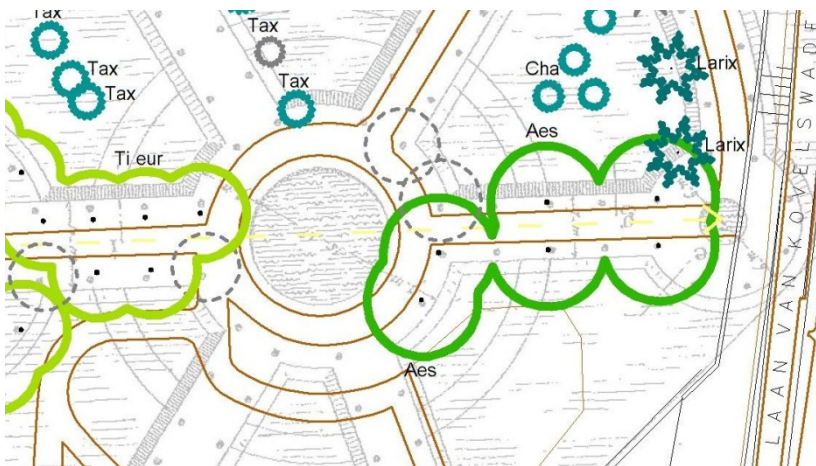 Tax
Tax
Tax
Tax
Tax
Cha
Larix
Aes
Larix
Ti eur
Aes
LAAN VAN KOVELSWADE